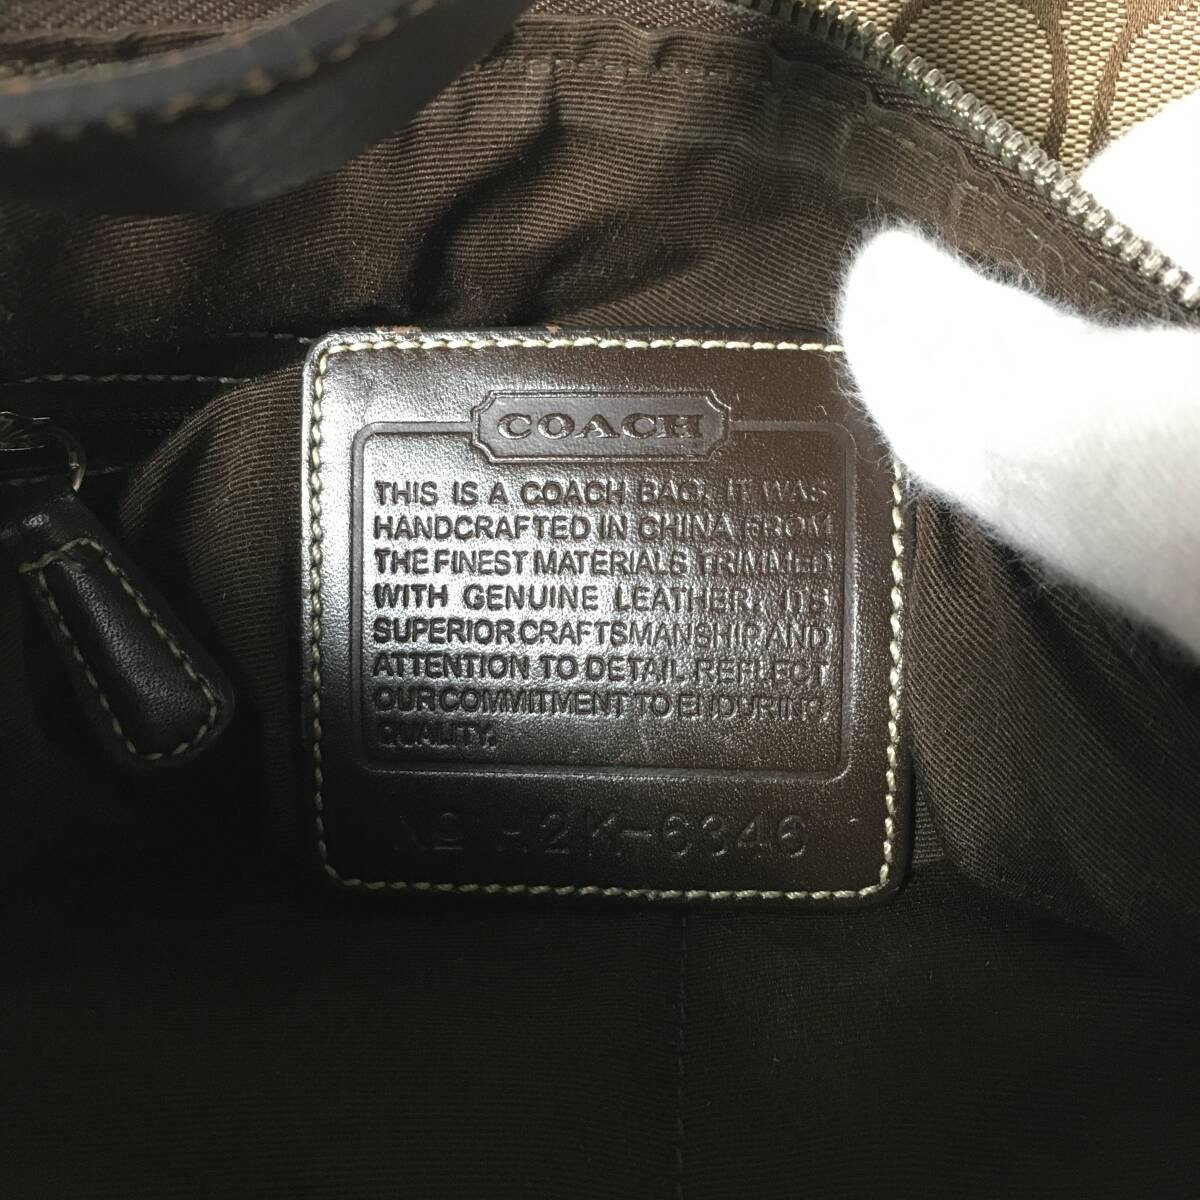 COACH
THIS IS A COACH BAG. IT WAS
HANDCRAFTED IN CHINA FROM
THE FINEST MATERIALS TRIMMED
WITH GENUINE LEATHER. ITS
SUPERIOR CRAFTSMANSHIP AND
ATTENTION TO DETAIL REFLECT
OUR COMMITMENT TO ENDURING
QUALITY.
Nº H2K-6346